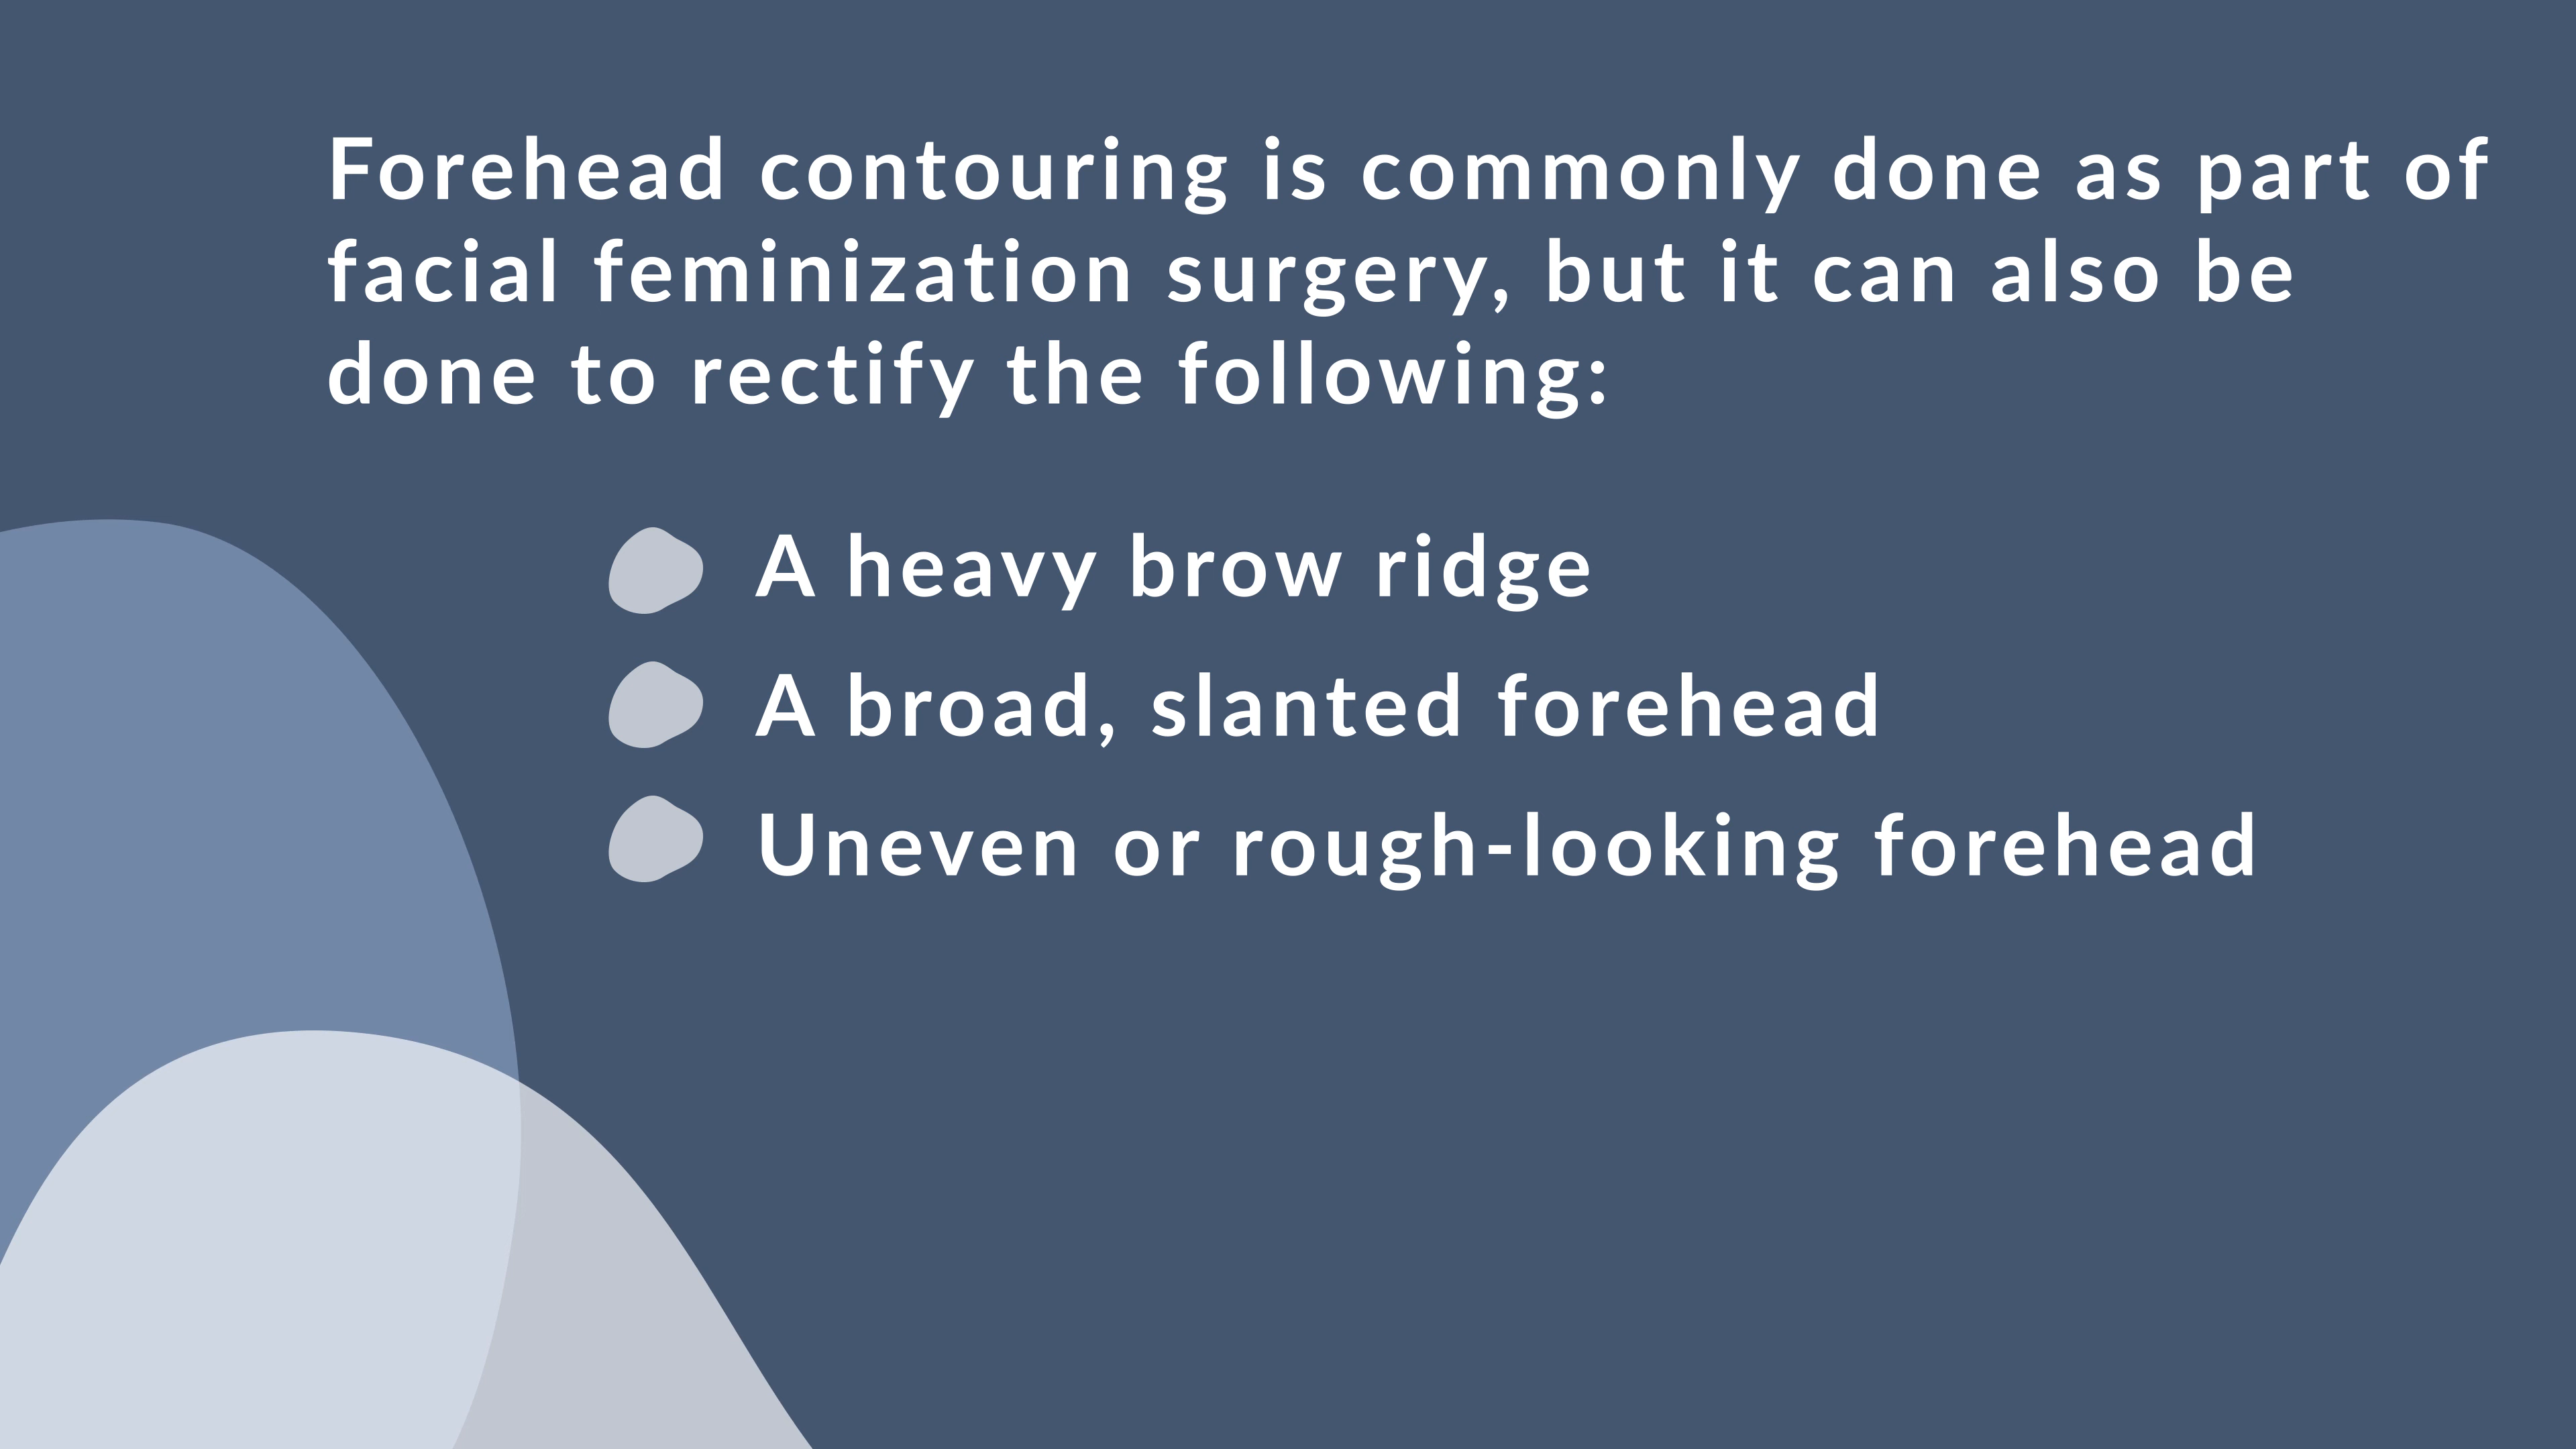 Forehead contouring is commonly done as part of
facial feminization surgery, but it can also be
done to rectify the following:
A heavy brow ridge
A broad, slanted forehead
Uneven or rough-looking forehead